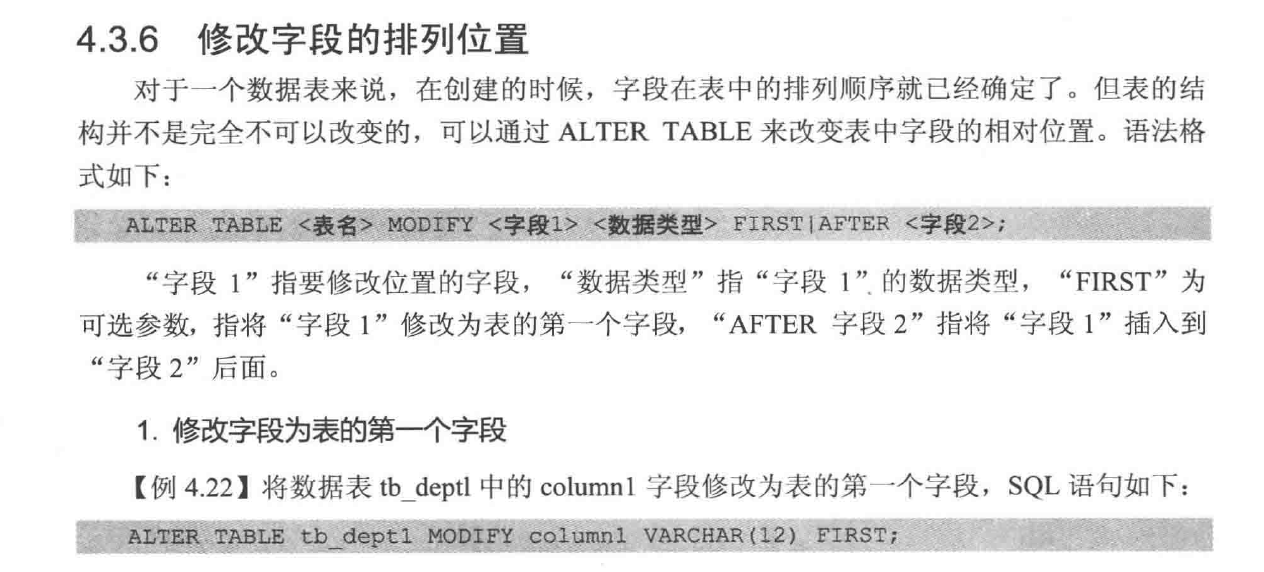 4.3.6 修改字段的排列位置
对于一个数据表来说，在创建的时候，字段在表中的排列顺序就已经确定了。但表的结
构并不是完全不可以改变的，可以通过 ALTER TABLE 来改变表中字段的相对位置。语法格
式如下：
ALTER TABLE <表名> MODIFY <字段1> <数据类型> FIRST|AFTER <字段2>;
“字段 1”指要修改位置的字段，“数据类型”指“字段 1”的数据类型，“FIRST”为
可选参数，指将“字段 1”修改为表的第一个字段，“AFTER 字段 2”指将“字段 1”插入到
“字段 2”后面。
1. 修改字段为表的第一个字段
【例 4.22】将数据表 tb_deptl 中的 column1 字段修改为表的第一个字段，SQL 语句如下：
ALTER TABLE tb_dept1 MODIFY column1 VARCHAR(12) FIRST;